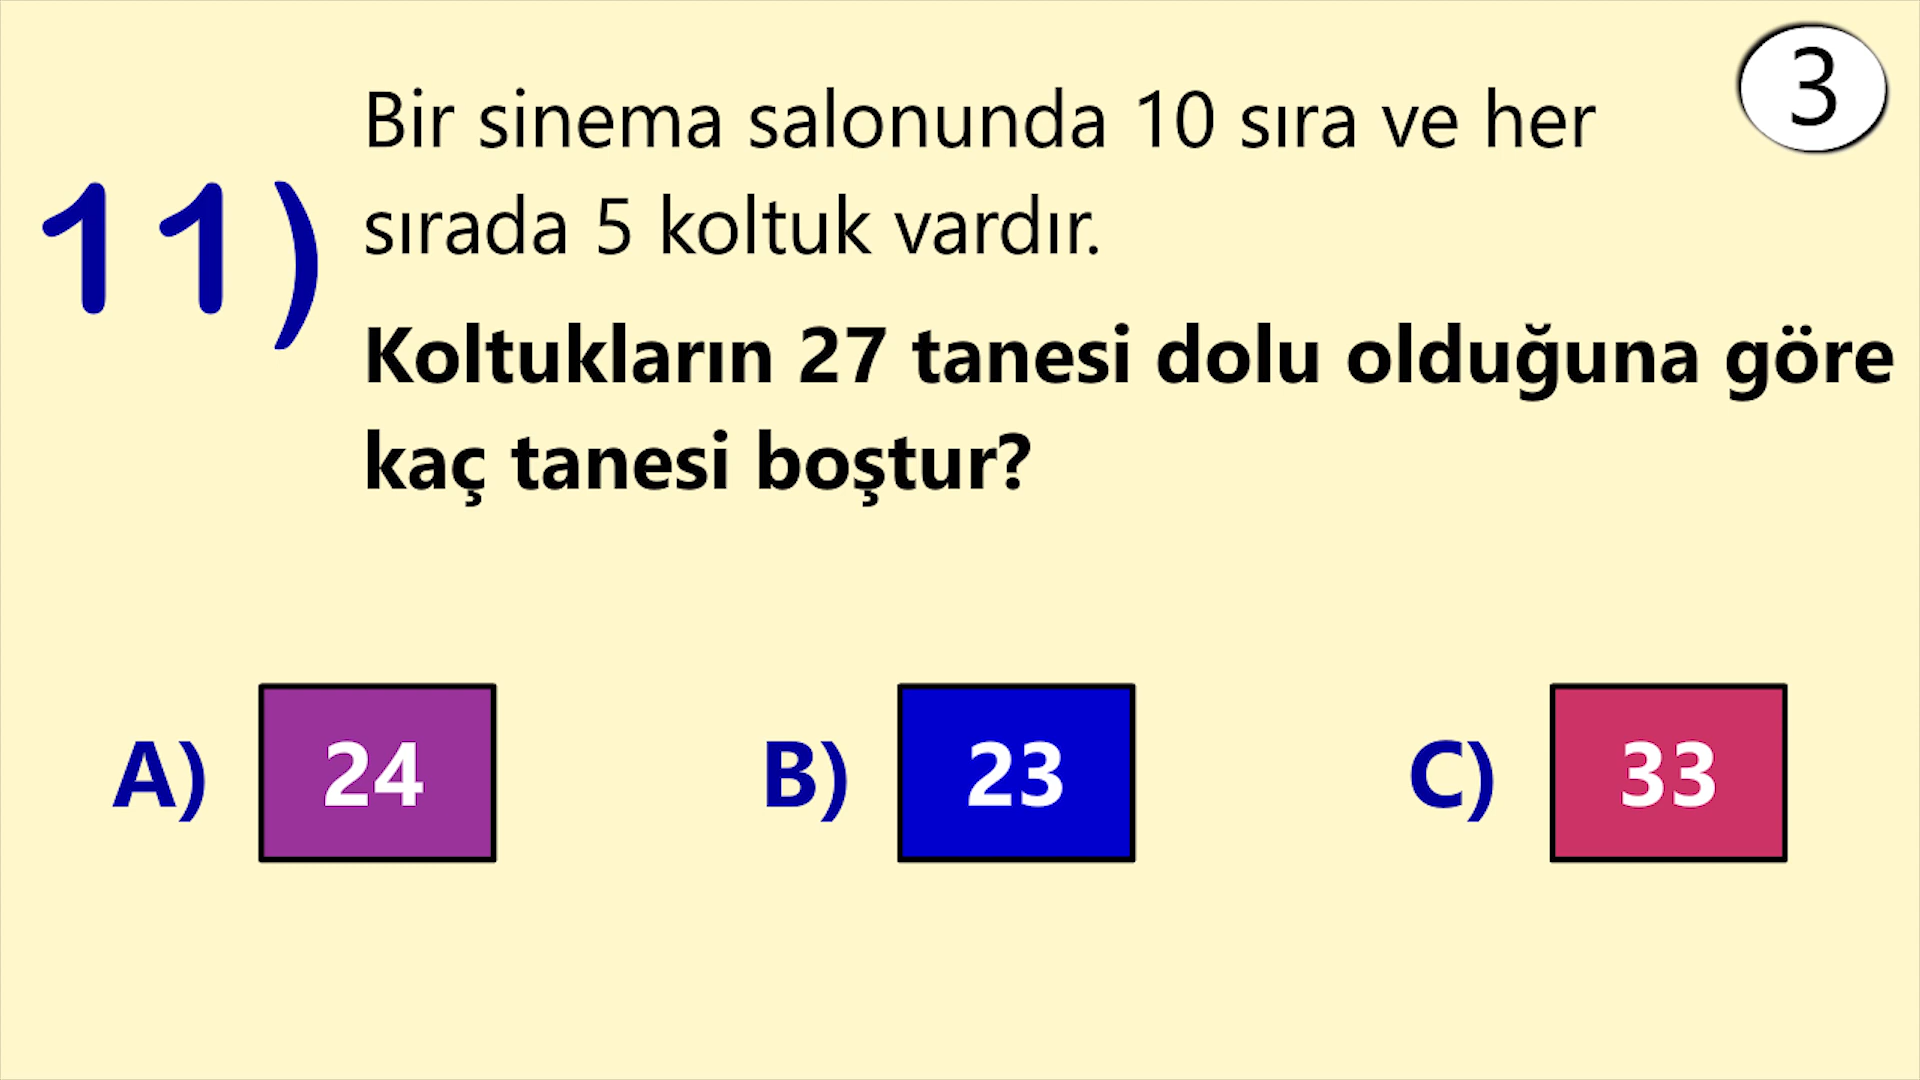 3
11)
Bir sinema salonunda 10 sıra ve her
sırada 5 koltuk vardır.
Koltukların 27 tanesi dolu olduğuna göre
kaç tanesi boştur?
A) 24 B) 23 C) 33